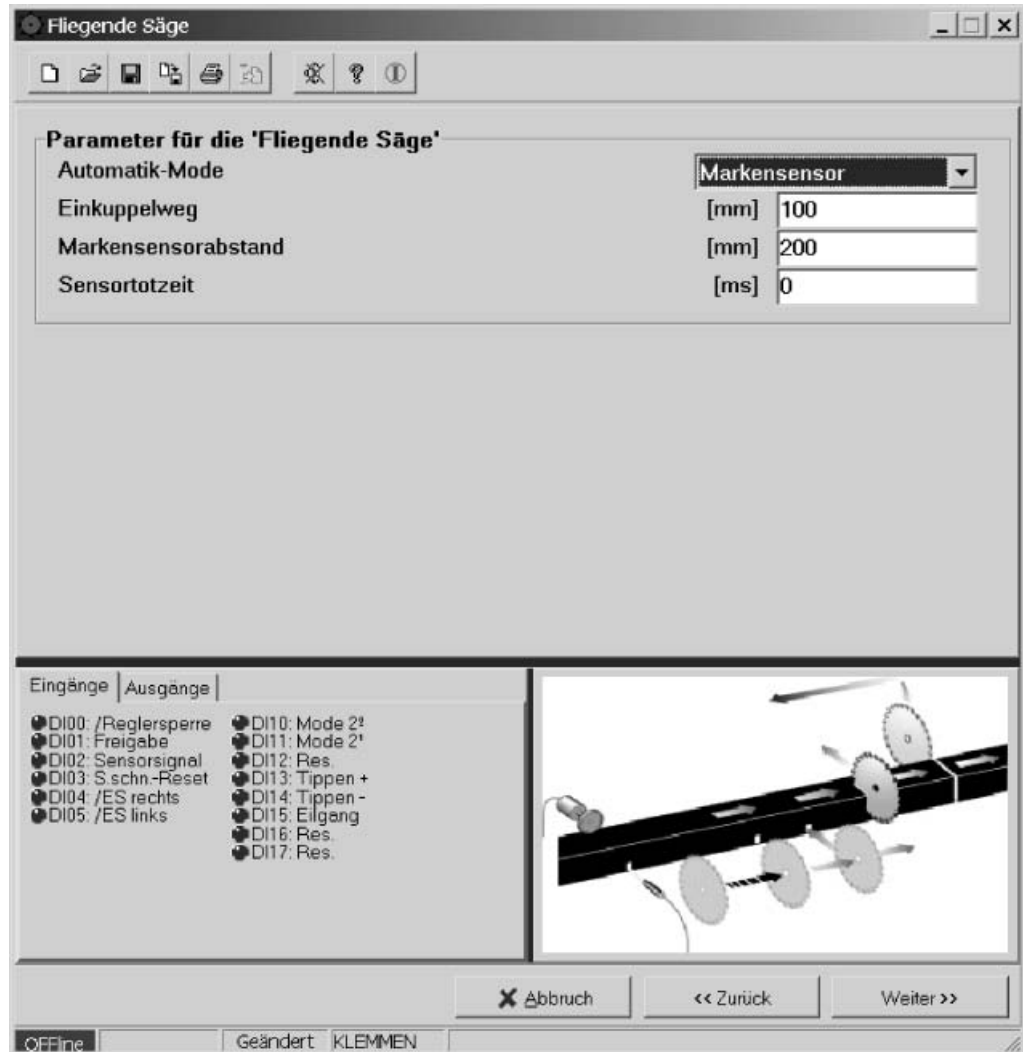 Fliegende Säge
Parameter für die 'Fliegende Säge'
Automatik-Mode
Markensensor
Einkuppelweg [mm] 100
Markensensorabstand [mm] 200
Sensortotzeit [ms] 0
Eingänge Ausgänge
DI00: /Reglersperre DI10: Mode 2º
DI01: Freigabe DI11: Mode 2¹
DI02: Sensorsignal DI12: Res.
DI03: S.schn.-Reset DI13: Tippen +
DI04: /ES rechts DI14: Tippen -
DI05: /ES links DI15: Eilgang
DI16: Res.
DI17: Res.
Abbruch << Zurück Weiter >>
OFFline Geändert KLEMMEN